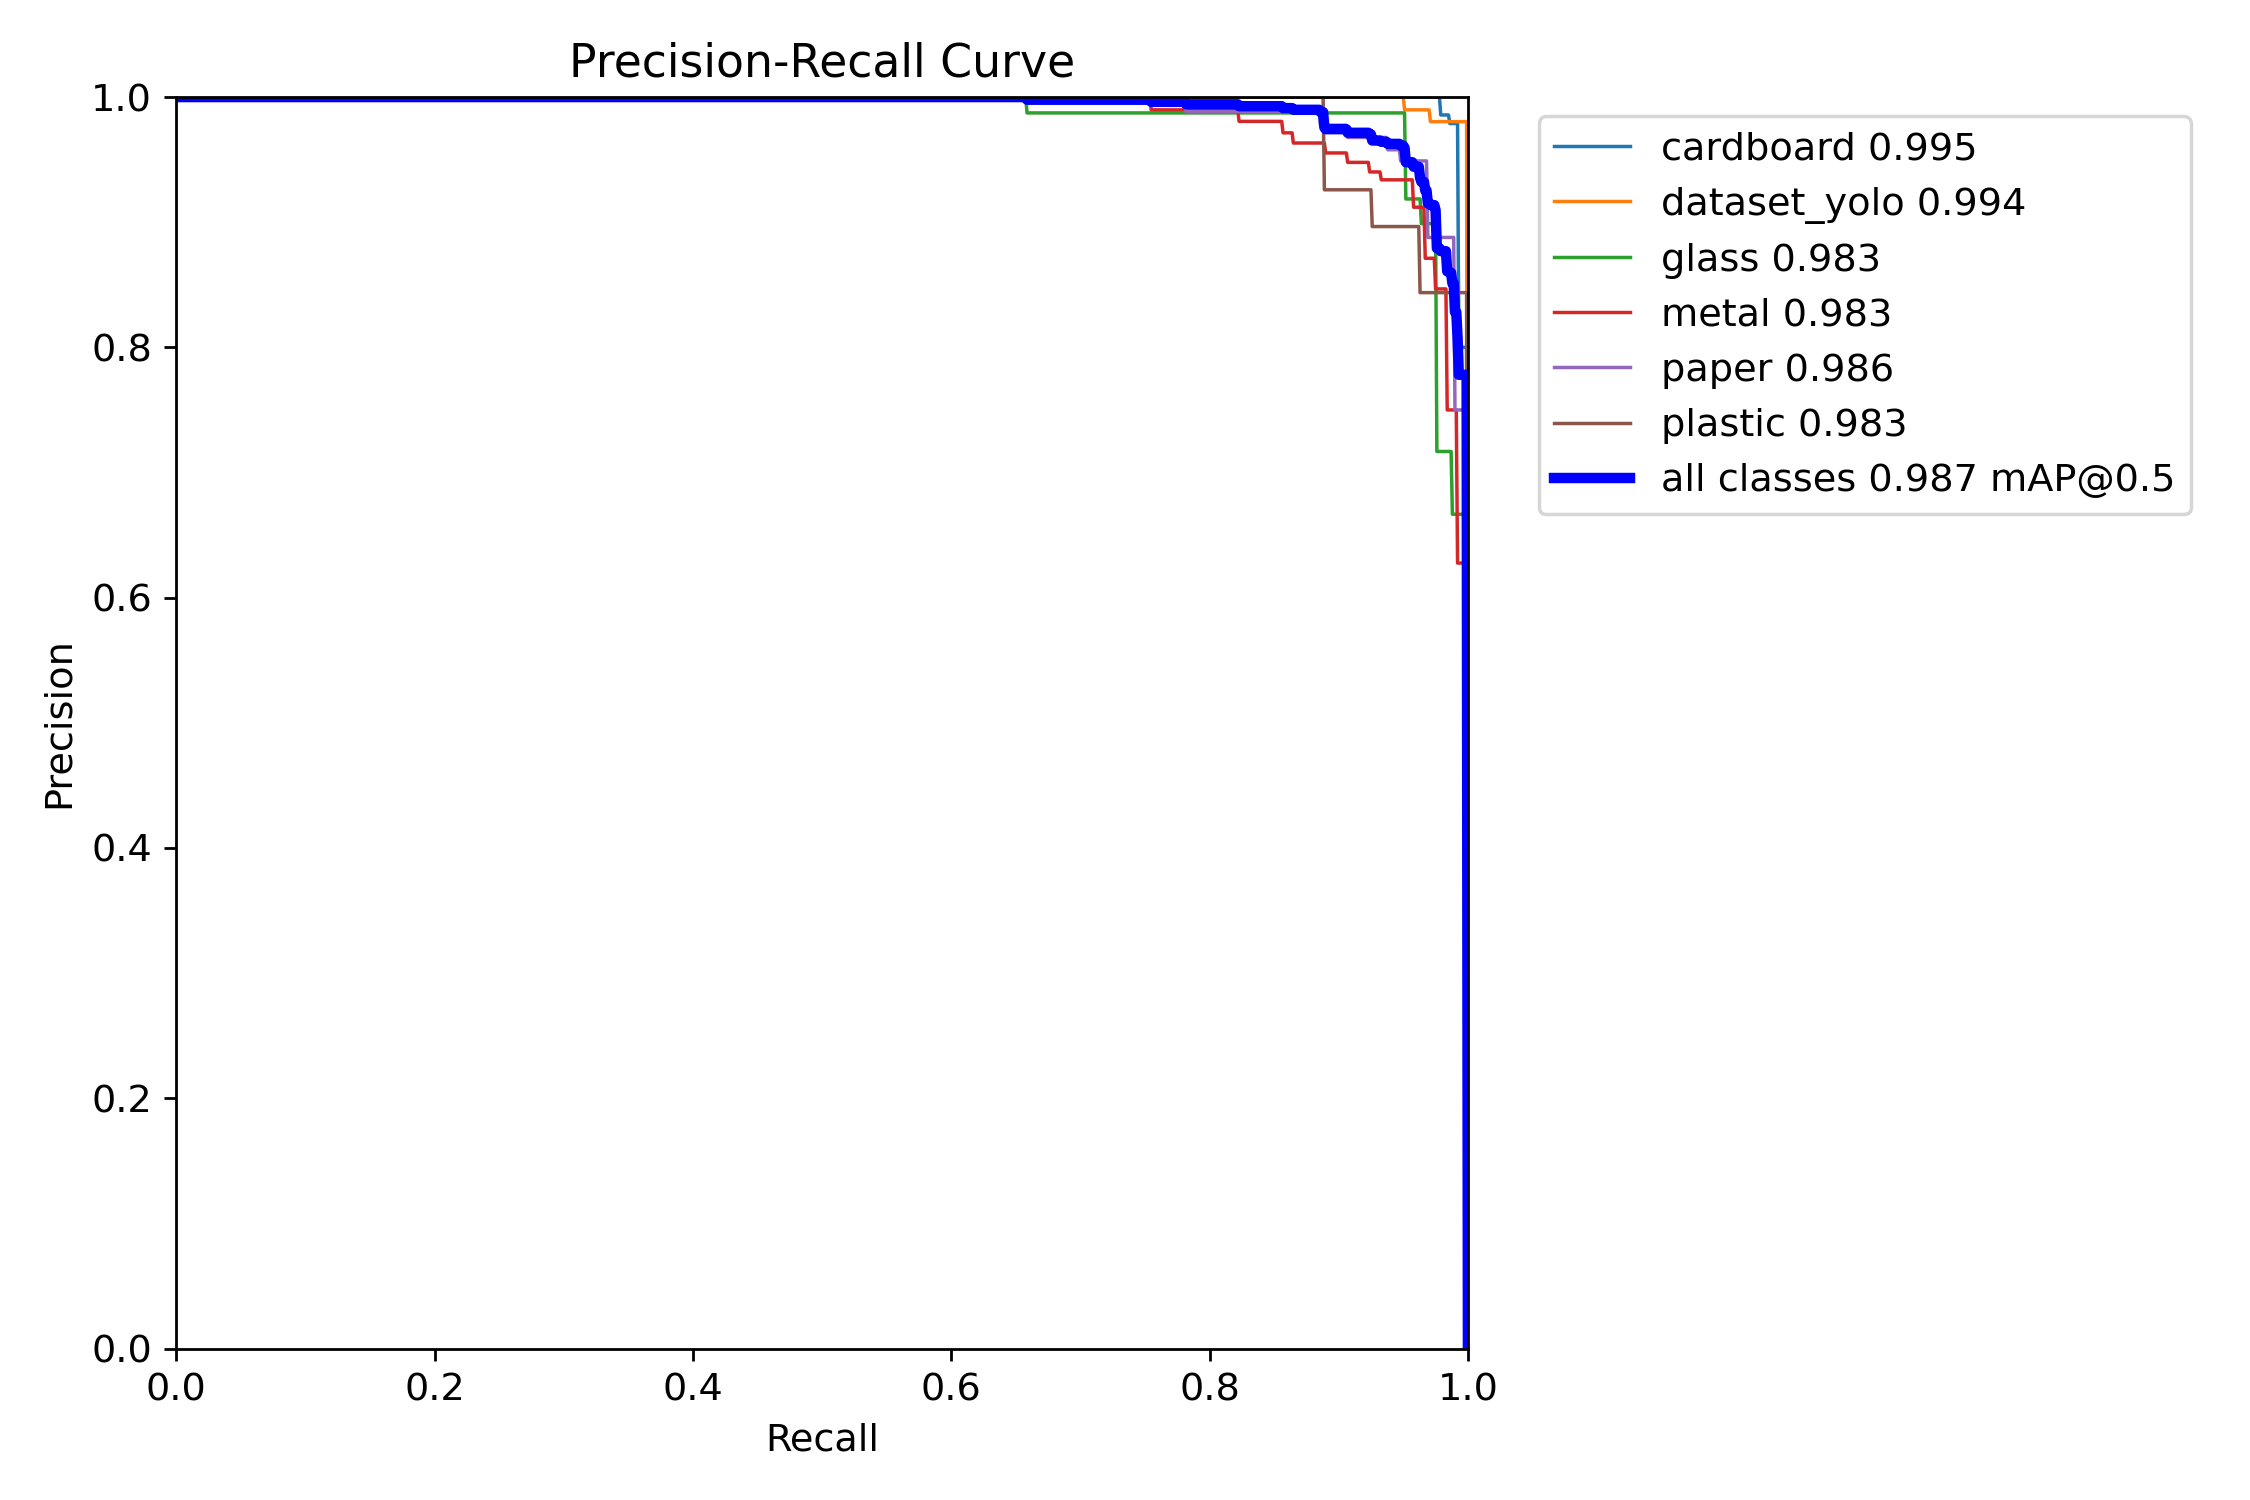 Precision-Recall Curve
1.0
0.8
0.6
0.4
0.2
0.0
Precision
0.0 0.2 0.4 0.6 0.8 1.0
Recall
cardboard 0.995
dataset_yolo 0.994
glass 0.983
metal 0.983
paper 0.986
plastic 0.983
all classes 0.987 mAP@0.5